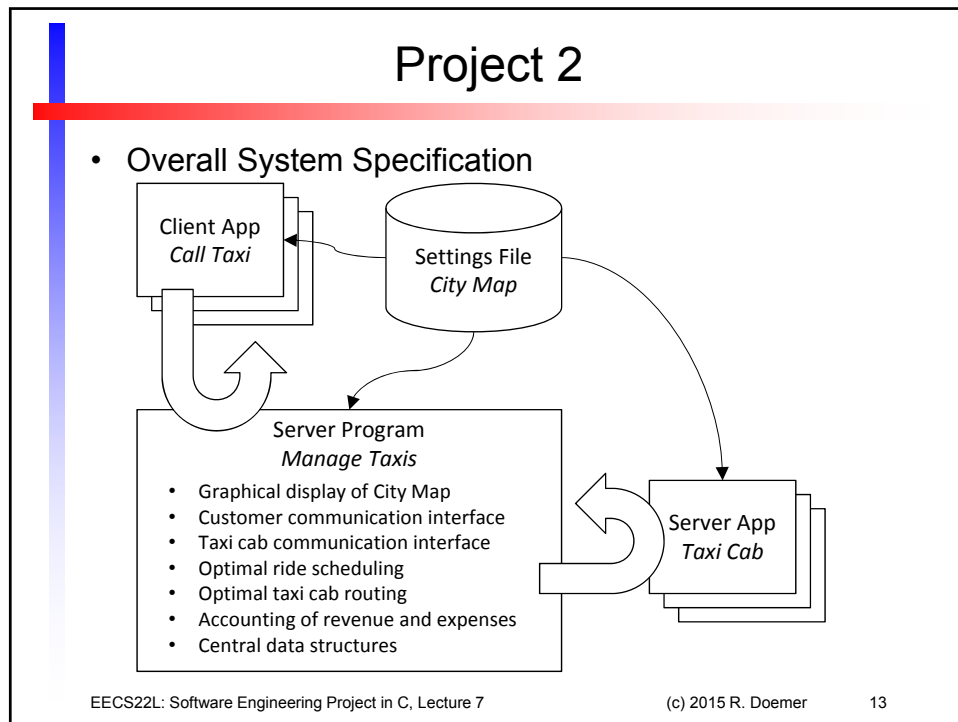 Project 2
• Overall System Specification
Client App
Call Taxi
Settings File
City Map
Server Program
Manage Taxis
• Graphical display of City Map
• Customer communication interface
• Taxi cab communication interface
• Optimal ride scheduling
• Optimal taxi cab routing
• Accounting of revenue and expenses
• Central data structures
Server App
Taxi Cab
EECS22L: Software Engineering Project in C, Lecture 7 (c) 2015 R. Doemer 13